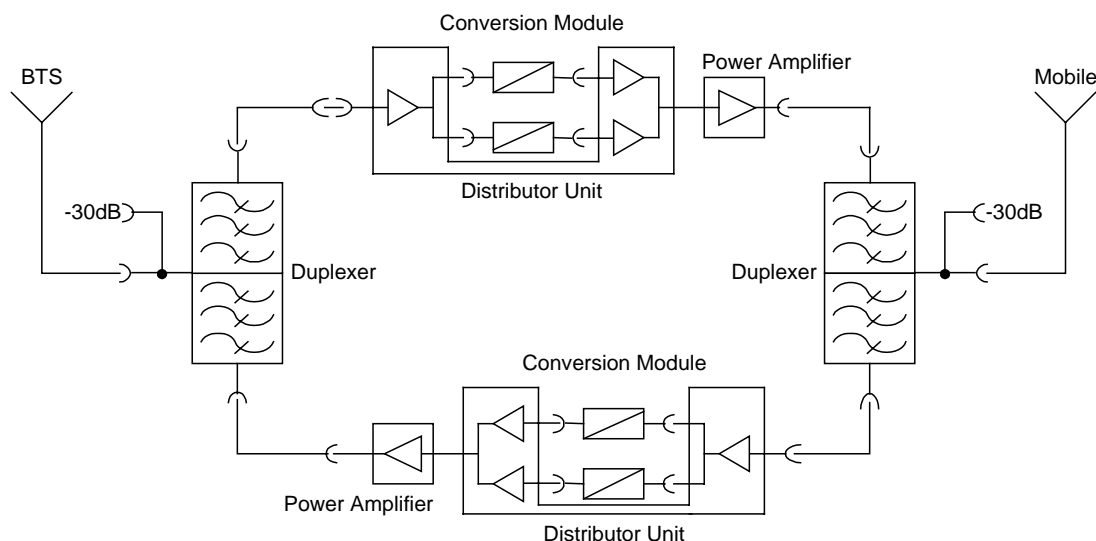 Conversion Module
BTS
Power Amplifier
Mobile
Distributor Unit
-30dB
-30dB
Duplexer
Duplexer
Conversion Module
Power Amplifier
Distributor Unit